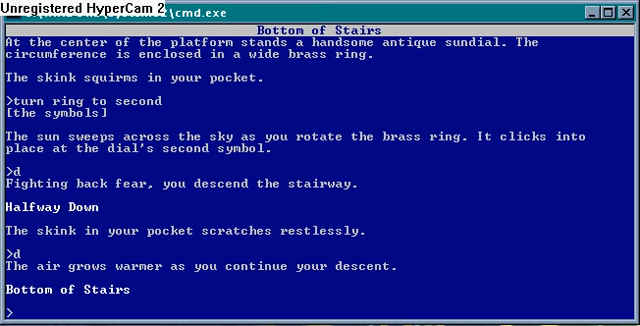 Unregistered HyperCam 2
\cmd.exe
Bottom of Stairs
At the center of the platform stands a handsome antique sundial. The
circumference is enclosed in a wide brass ring.
The skink squirms in your pocket.
>turn ring to second
[the symbols]
The sun sweeps across the sky as you rotate the brass ring. It clicks into
place at the dial's second symbol.
>d
Fighting back fear, you descend the stairway.
Halfway Down
The skink in your pocket scratches restlessly.
>d
The air grows warmer as you continue your descent.
Bottom of Stairs
>